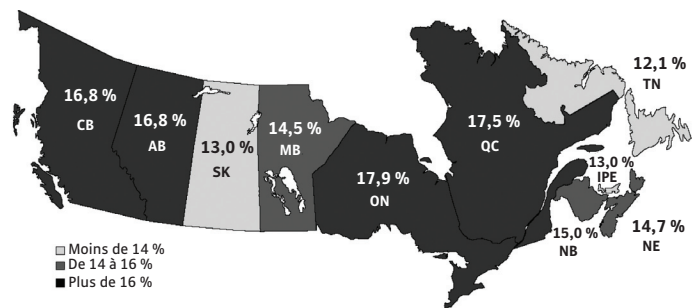 16,8 %
CB
16,8 %
AB
13,0 %
SK
14,5 %
MB
17,9 %
ON
17,5 %
QC
12,1 %
TN
13,0 %
IPE
15,0 %
NB
14,7 %
NE
Moins de 14 %
De 14 à 16 %
Plus de 16 %